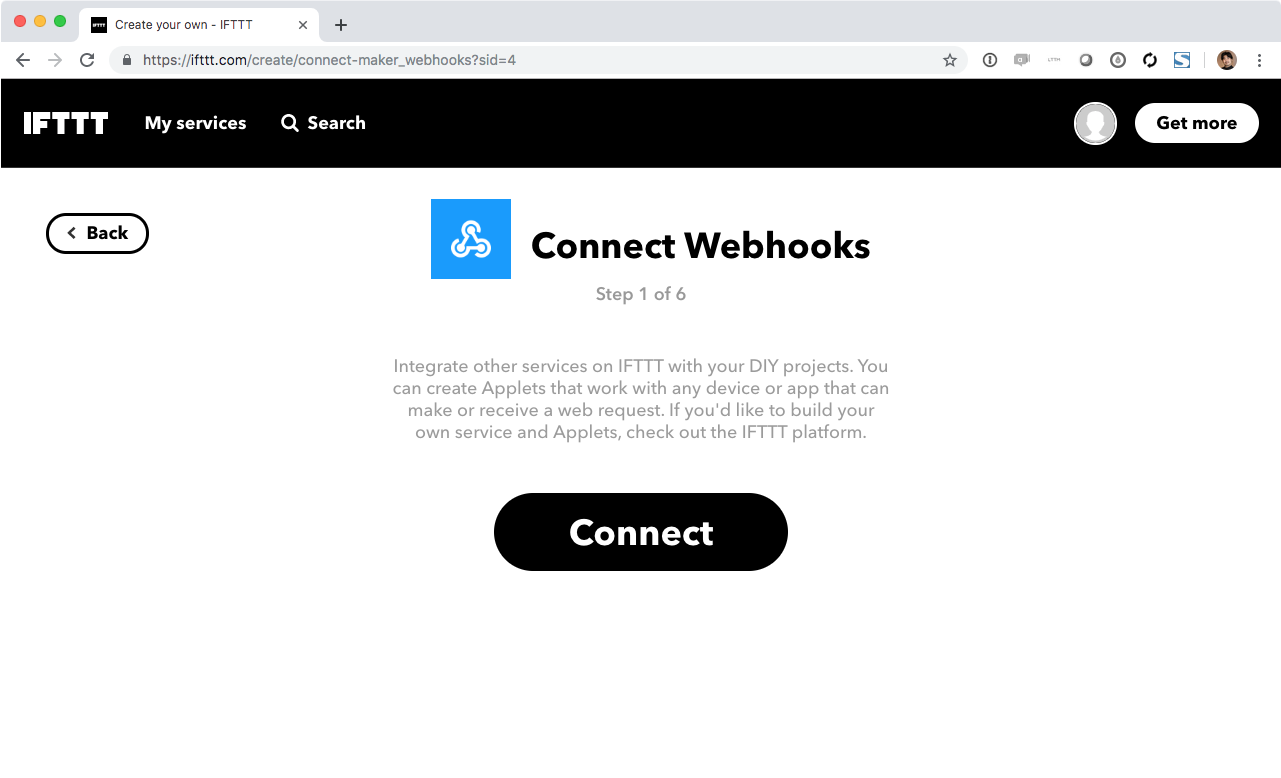 Create your own - IFTTT
https://ifttt.com/create/connect-maker_webhooks?sid=4
IFTTT
My services
Search
Get more
Back
Connect Webhooks
Step 1 of 6
Integrate other services on IFTTT with your DIY projects. You
can create Applets that work with any device or app that can
make or receive a web request. If you'd like to build your
own service and Applets, check out the IFTTT platform.
Connect